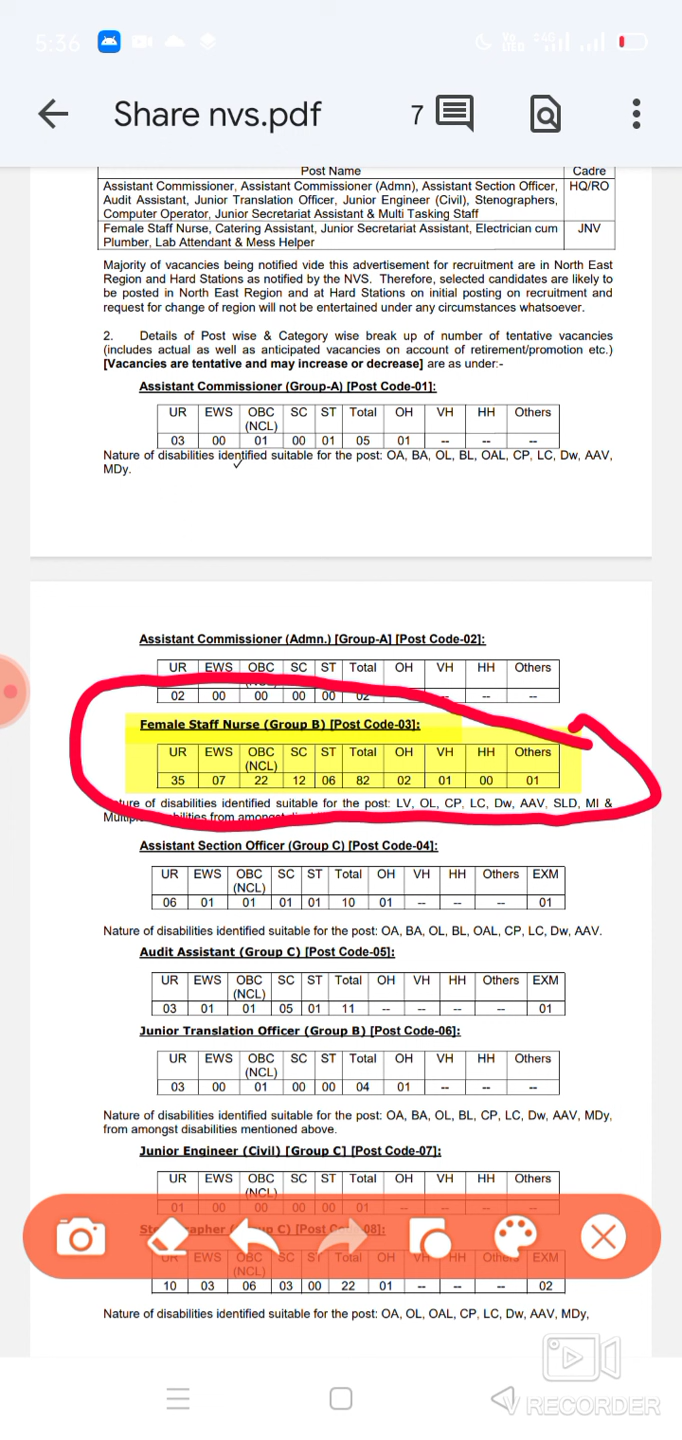 5:36
Share nvs.pdf
7
Post Name Cadre
Assistant Commissioner, Assistant Commissioner (Admn), Assistant Section Officer, HQ/RO
Audit Assistant, Junior Translation Officer, Junior Engineer (Civil), Stenographers,
Computer Operator, Junior Secretariat Assistant & Multi Tasking Staff
Female Staff Nurse, Catering Assistant, Junior Secretariat Assistant, Electrician cum JNV
Plumber, Lab Attendant & Mess Helper
Majority of vacancies being notified vide this advertisement for recruitment are in North East
Region and Hard Stations as notified by the NVS. Therefore, selected candidates are likely to
be posted in North East Region and at Hard Stations on initial posting on recruitment and
request for change of region will not be entertained under any circumstances whatsoever.
2. Details of Post wise & Category wise break up of number of tentative vacancies
(includes actual as well as anticipated vacancies on account of retirement/promotion etc.)
[Vacancies are tentative and may increase or decrease] are as under:-
Assistant Commissioner (Group-A) [Post Code-01]:
UR EWS OBC SC ST Total OH VH HH Others
(NCL)
03 00 01 00 01 05 01 -- -- --
Nature of disabilities identified suitable for the post: OA, BA, OL, BL, OAL, CP, LC, Dw, AAV,
MDy.
Assistant Commissioner (Admn.) [Group-A] [Post Code-02]:
UR EWS OBC SC ST Total OH VH HH Others
02 00 00 00 00 02 -- -- --
Female Staff Nurse (Group B) [Post Code-03]:
UR EWS OBC SC ST Total OH VH HH Others
(NCL)
35 07 22 12 06 82 02 01 00 01
of disabilities identified suitable for the post: LV, OL, CP, LC, Dw, AAV, SLD, MI &
from
Assistant Section Officer (Group C) [Post Code-04]:
UR EWS OBC SC ST Total OH VH HH Others EXM
(NCL)
06 01 01 01 01 10 01 -- -- -- 01
Nature of disabilities identified suitable for the post: OA, BA, OL, BL, OAL, CP, LC, Dw, AAV.
Audit Assistant (Group C) [Post Code-05]:
UR EWS OBC SC ST Total OH VH HH Others EXM
(NCL)
03 01 01 05 01 11 -- -- -- -- 01
Junior Translation Officer (Group B) [Post Code-06]:
UR EWS OBC SC ST Total OH VH HH Others
(NCL)
03 00 01 00 00 04 01 -- -- --
Nature of disabilities identified suitable for the post: OA, BA, OL, BL, CP, LC, Dw, AAV, MDy,
from amongst disabilities mentioned above.
Junior Engineer (Civil) [Group C] [Post Code-07]:
UR EWS OBC SC ST Total OH VH HH Others
(NCL)
01 00 00 00 00 01 -- -- -- --
C) [Post 08]:
UR EWS OBC SC ST Total OH VH HH EXM
(NCL)
10 03 06 03 00 22 01 -- -- -- 02
Nature of disabilities identified suitable for the post: OA, OL, OAL, CP, LC, Dw, AAV, MDy,
V RECORDER